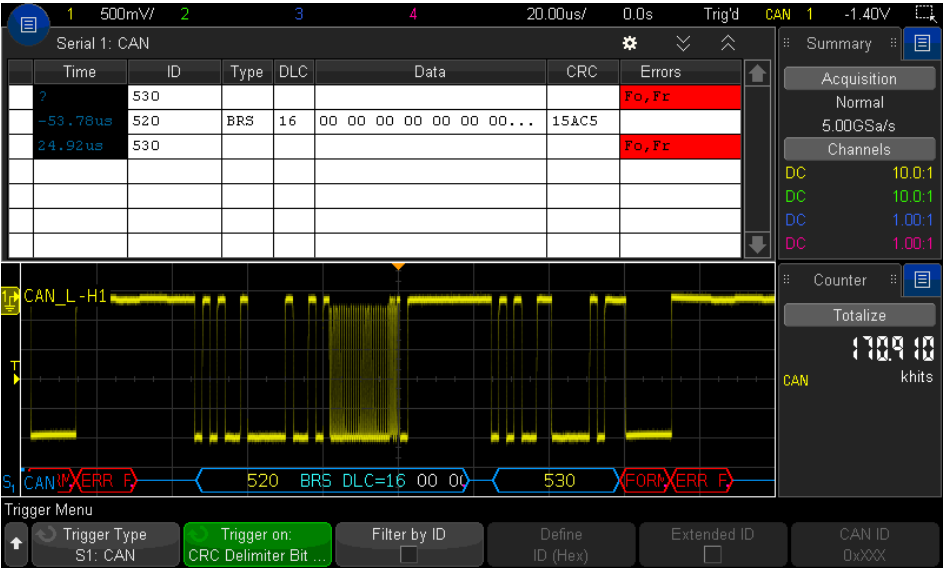 1 500mV/ 2 3 4 20.00us/ 0.0s Trig'd CAN 1 -1.40V
Serial 1: CAN
Time ID Type DLC Data CRC Errors
? 530 Fo,Fr
-53.78us 520 BRS 16 00 00 00 00 00 00 00... 15AC5
24.92us 530 Fo,Fr
Summary
Acquisition
Normal
5.00GSa/s
Channels
DC 10.0:1
DC 10.0:1
DC 1.00:1
DC 1.00:1
CAN_L -H1
T
S1 CAN ERR F 520 BRS DLC=16 00 530 FORM ERR F
Counter
Totalize
170.910
CAN khits
Trigger Menu
Trigger Type
S1: CAN
Trigger on:
CRC Delimiter Bit ...
Filter by ID
Define
ID (Hex)
Extended ID
CAN ID
0xXXX